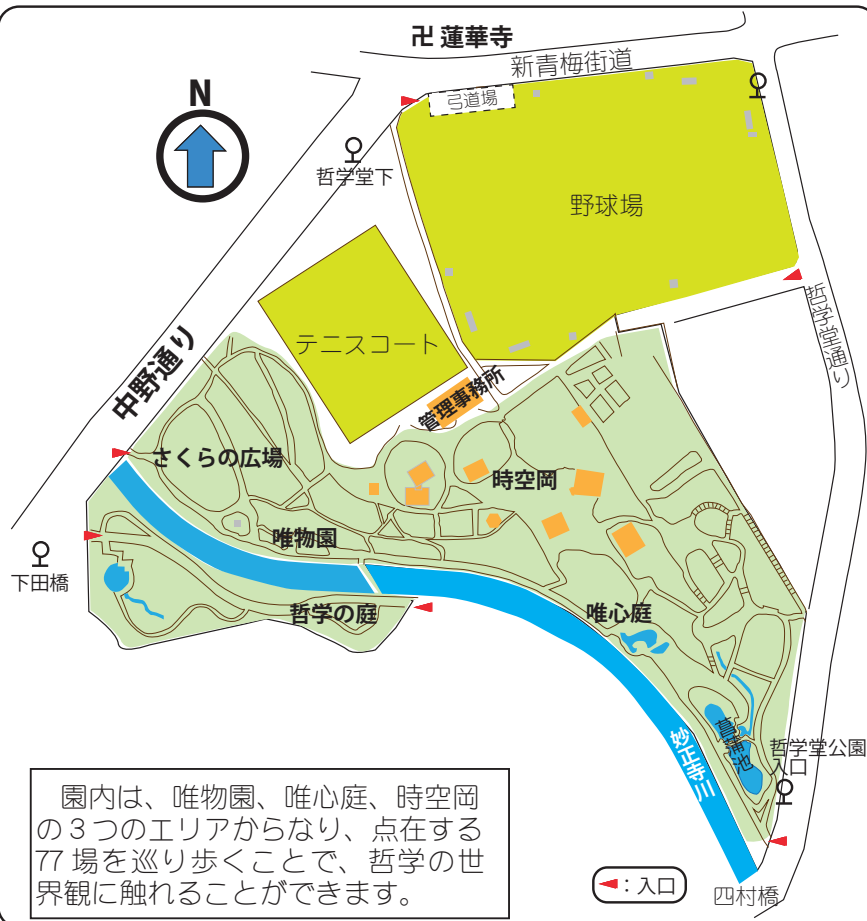 卍 蓮華寺
新青梅街道
N
弓道場
哲学堂下
野球場
哲学堂通り
テニスコート
中野通り
管理事務所
さくらの広場
時空岡
唯物園
下田橋
哲学の庭
唯心庭
妙正寺川
菖蒲池
哲学堂公園
入口
園内は、唯物園、唯心庭、時空岡
の３つのエリアからなり、点在する
77 場を巡り歩くことで、哲学の世
界観に触れることができます。
：入口
四村橋